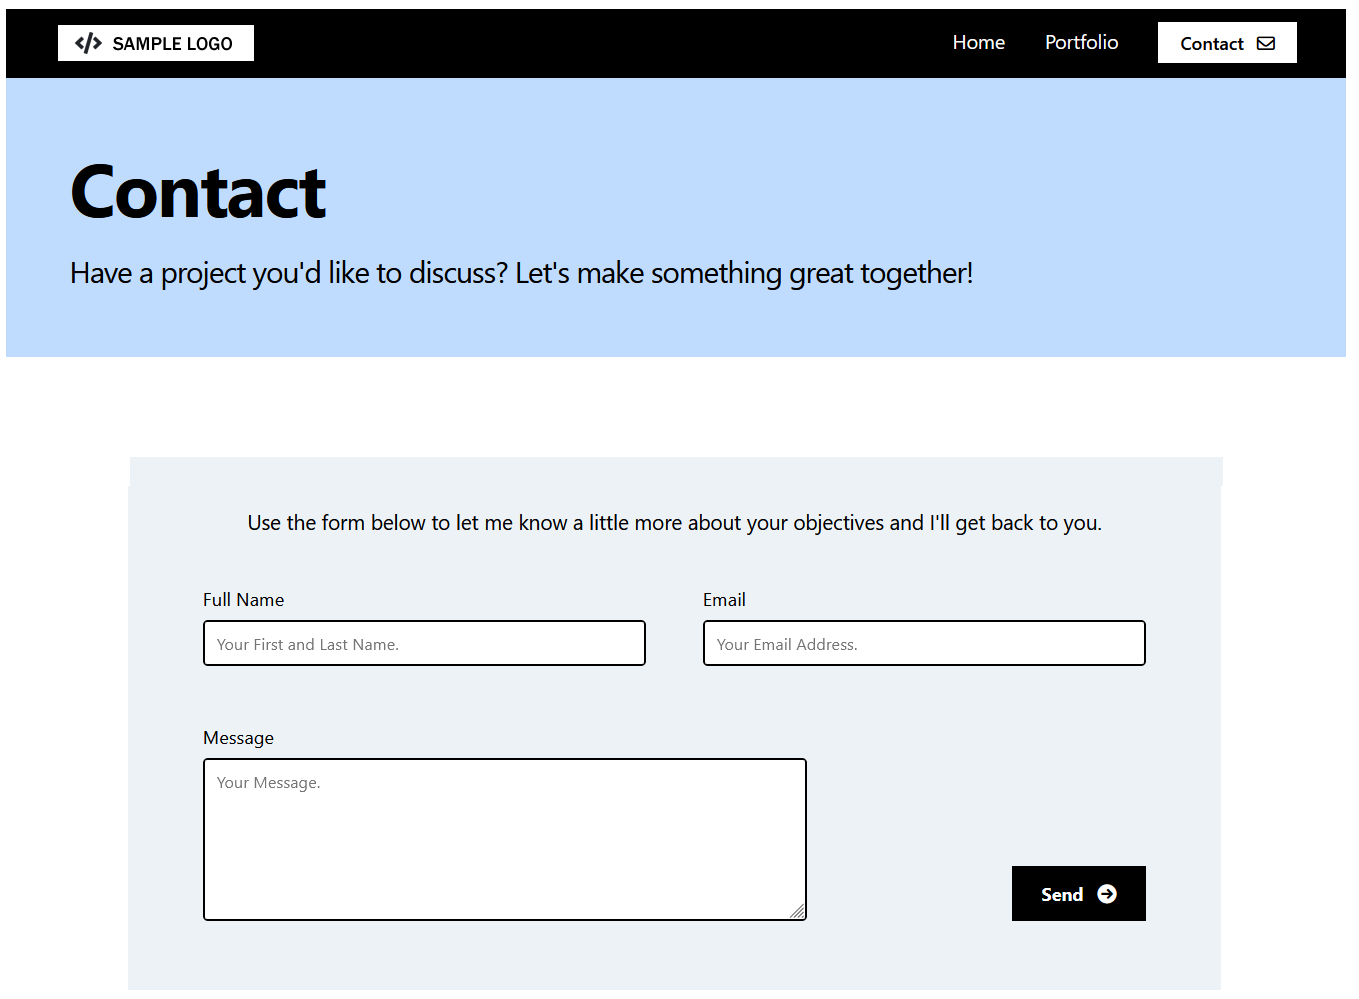 </> SAMPLE LOGO
Home Portfolio Contact
Contact
Have a project you'd like to discuss? Let's make something great together!
Use the form below to let me know a little more about your objectives and I'll get back to you.
Full Name Email
Your First and Last Name. Your Email Address.
Message
Your Message.
Send